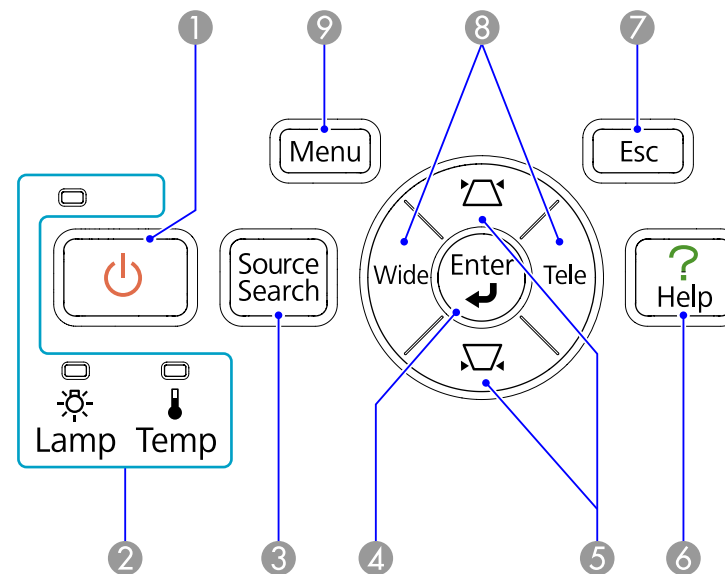 1
9
8
7
Menu
Esc
Source
Search
Wide
Enter
Tele
?
Help
Lamp
Temp
2
3
4
5
6